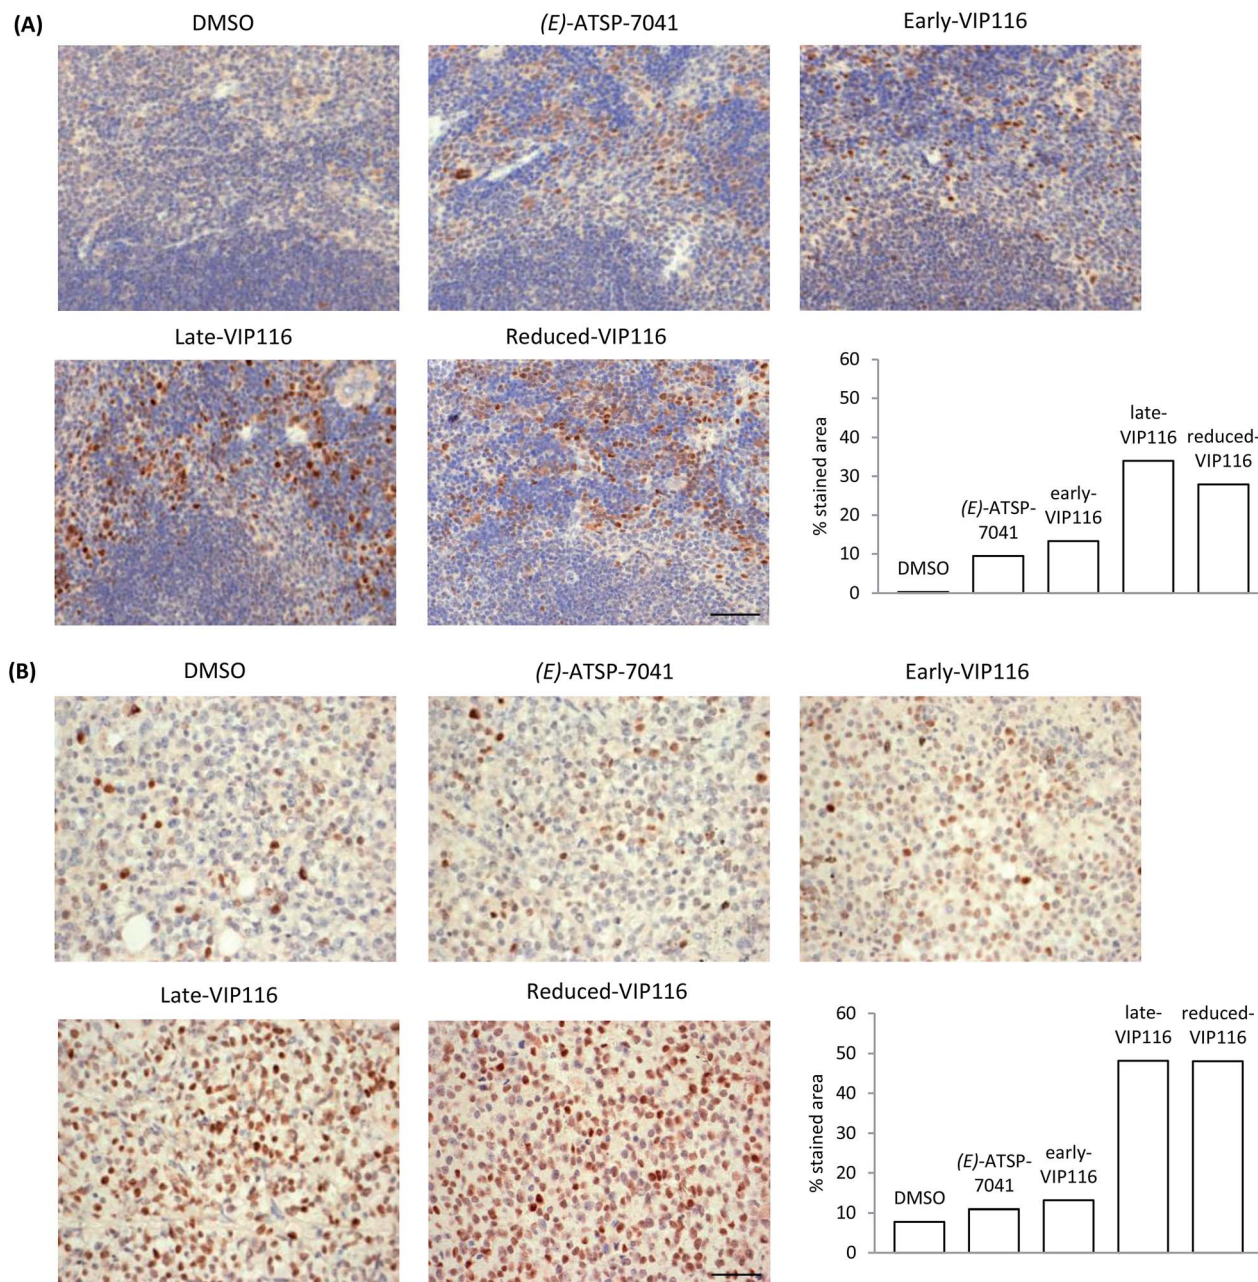 (A)
DMSO
(E)-ATSP-7041
Early-VIP116
Late-VIP116
Reduced-VIP116
% stained area
60
50
40
30
20
10
0
DMSO
(E)-ATSP-
7041
early-
VIP116
late-
VIP116
reduced-
VIP116
(B)
DMSO
(E)-ATSP-7041
Early-VIP116
Late-VIP116
Reduced-VIP116
% stained area
60
50
40
30
20
10
0
DMSO
(E)-ATSP-
7041
early-
VIP116
late-
VIP116
reduced-
VIP116